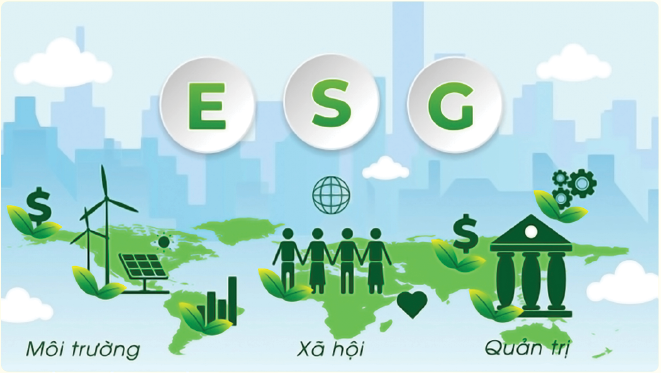 E S G
$
$
Môi trường
Xã hội
Quản trị